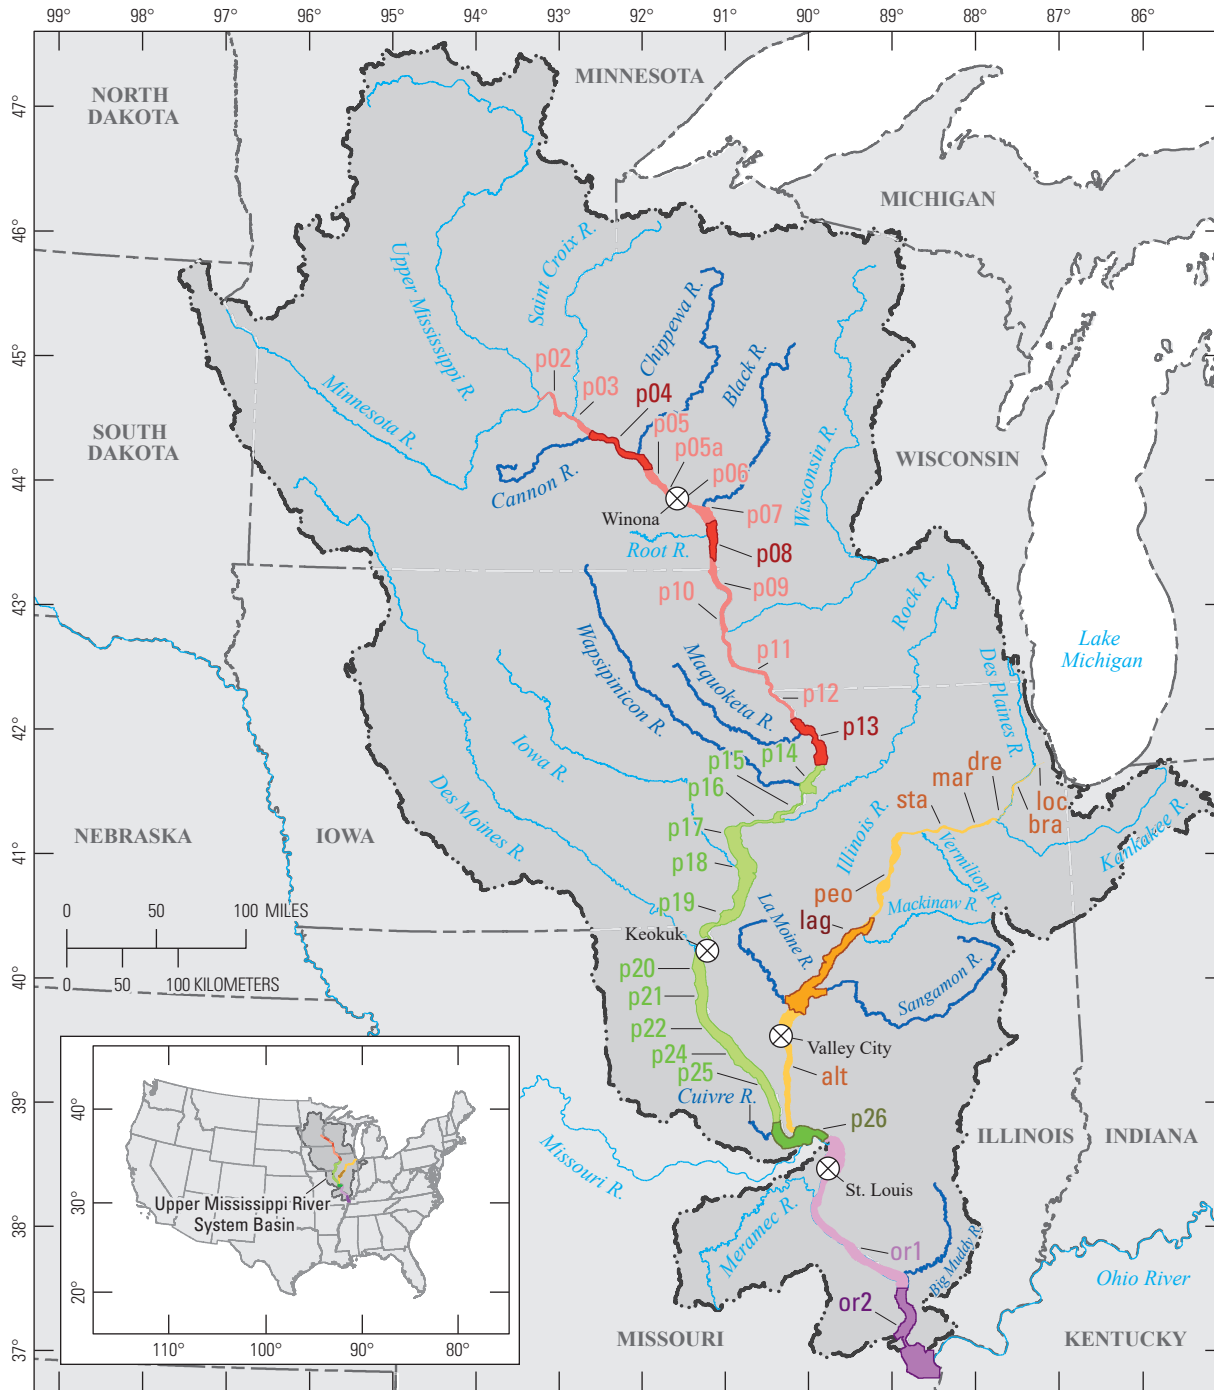 99° 98° 97° 96° 95° 94° 93° 92° 91° 90° 89° 88° 87° 86°
47°
46°
45°
44°
43°
42°
41°
40°
39°
38°
37°
NORTH
DAKOTA
MINNESOTA
MICHIGAN
Upper Mississippi R.
Saint Croix R.
Chippewa R.
Black R.
Minnesota R.
SOUTH
DAKOTA
p02
p03
p04
p05
p05a
p06
Wisconsin R.
WISCONSIN
Cannon R.
Winona
p07
Root R.
p08
p09
p10
Rock R.
Wapsipinicon R.
Maquoketa R.
p11
p12
p13
Des Plaines R.
Lake
Michigan
Iowa R.
Des Moines R.
p14
p15
p16
p17
p18
p19
dre
mar
sta
loc
bra
Illinois R.
Vermilion R.
Kankakee R.
NEBRASKA
IOWA
peo
Mackinaw R.
lag
La Moine R.
Sangamon R.
0 50 100 MILES
0 50 100 KILOMETERS
Keokuk
p20
p21
p22
p24
p25
Valley City
alt
Cuivre R.
p26
ILLINOIS
INDIANA
Missouri R.
St. Louis
Meramec R.
or1
Big Muddy R.
or2
Ohio River
MISSOURI
KENTUCKY
40°
30°
20°
Upper Mississippi River
System Basin
110° 100° 90° 80°